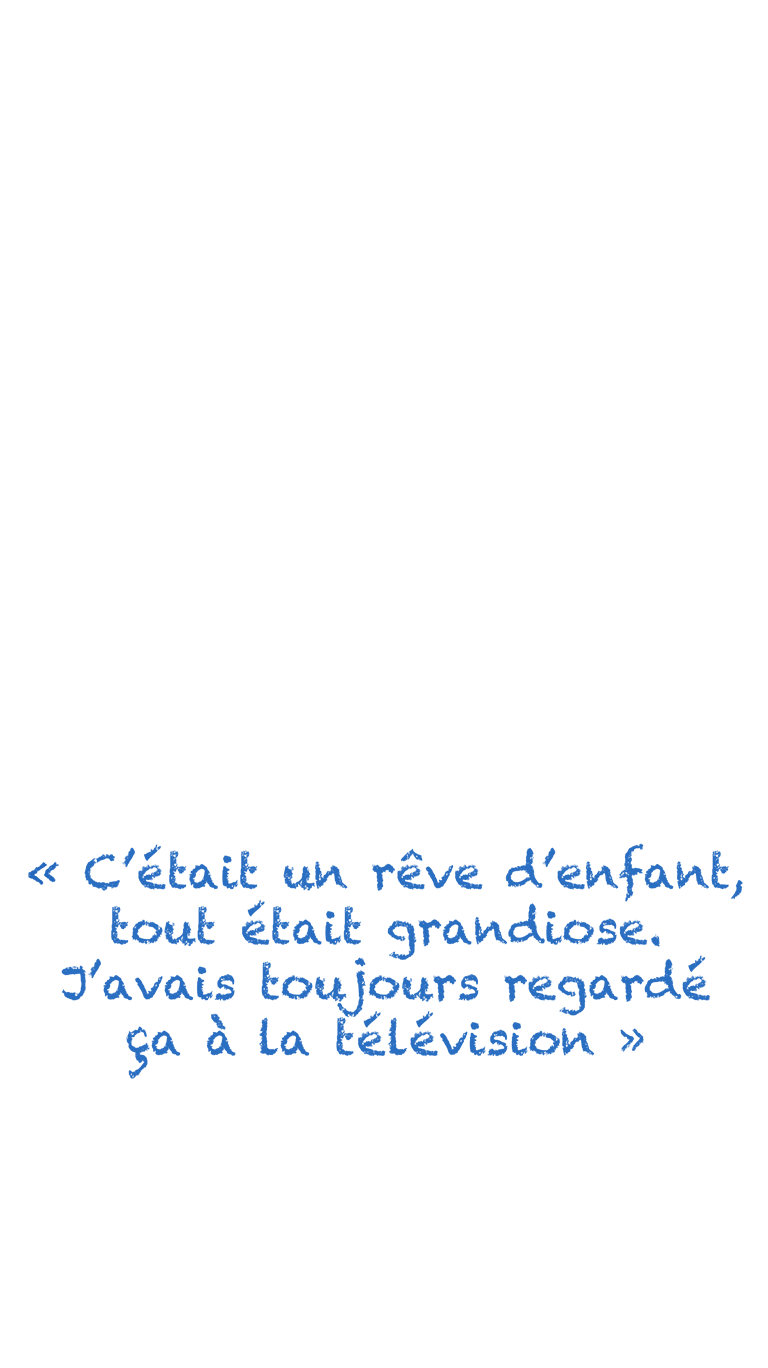 « C’était un rêve d’enfant,
tout était grandiose.
J’avais toujours regardé
ça à la télévision »